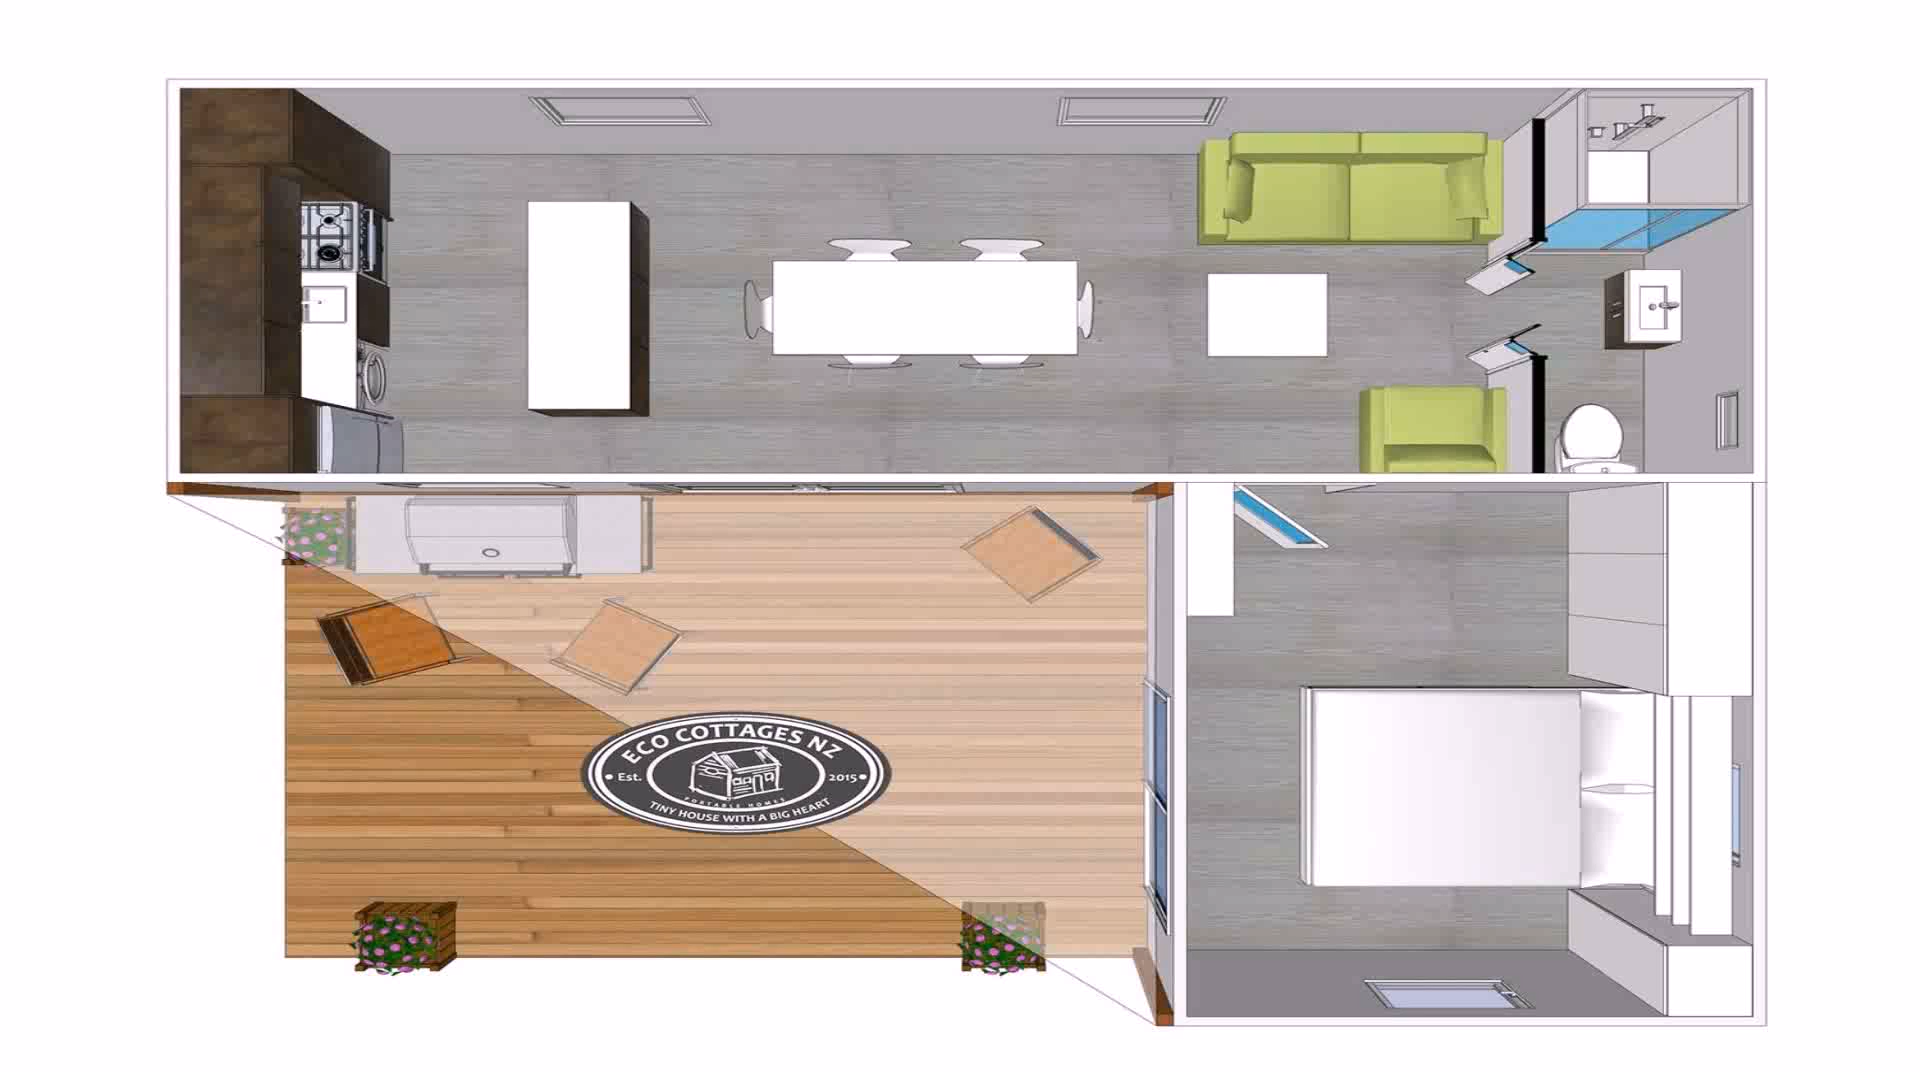 ECO COTTAGES NZ
Est. 2015
PORTABLE HOMES
TINY HOUSE WITH A BIG HEART